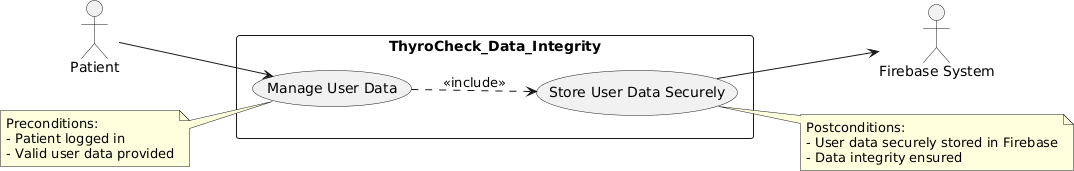 ThyroCheck_Data_Integrity
Patient
Firebase System
Manage User Data
«include»
Store User Data Securely
Preconditions:
- Patient logged in
- Valid user data provided
Postconditions:
- User data securely stored in Firebase
- Data integrity ensured